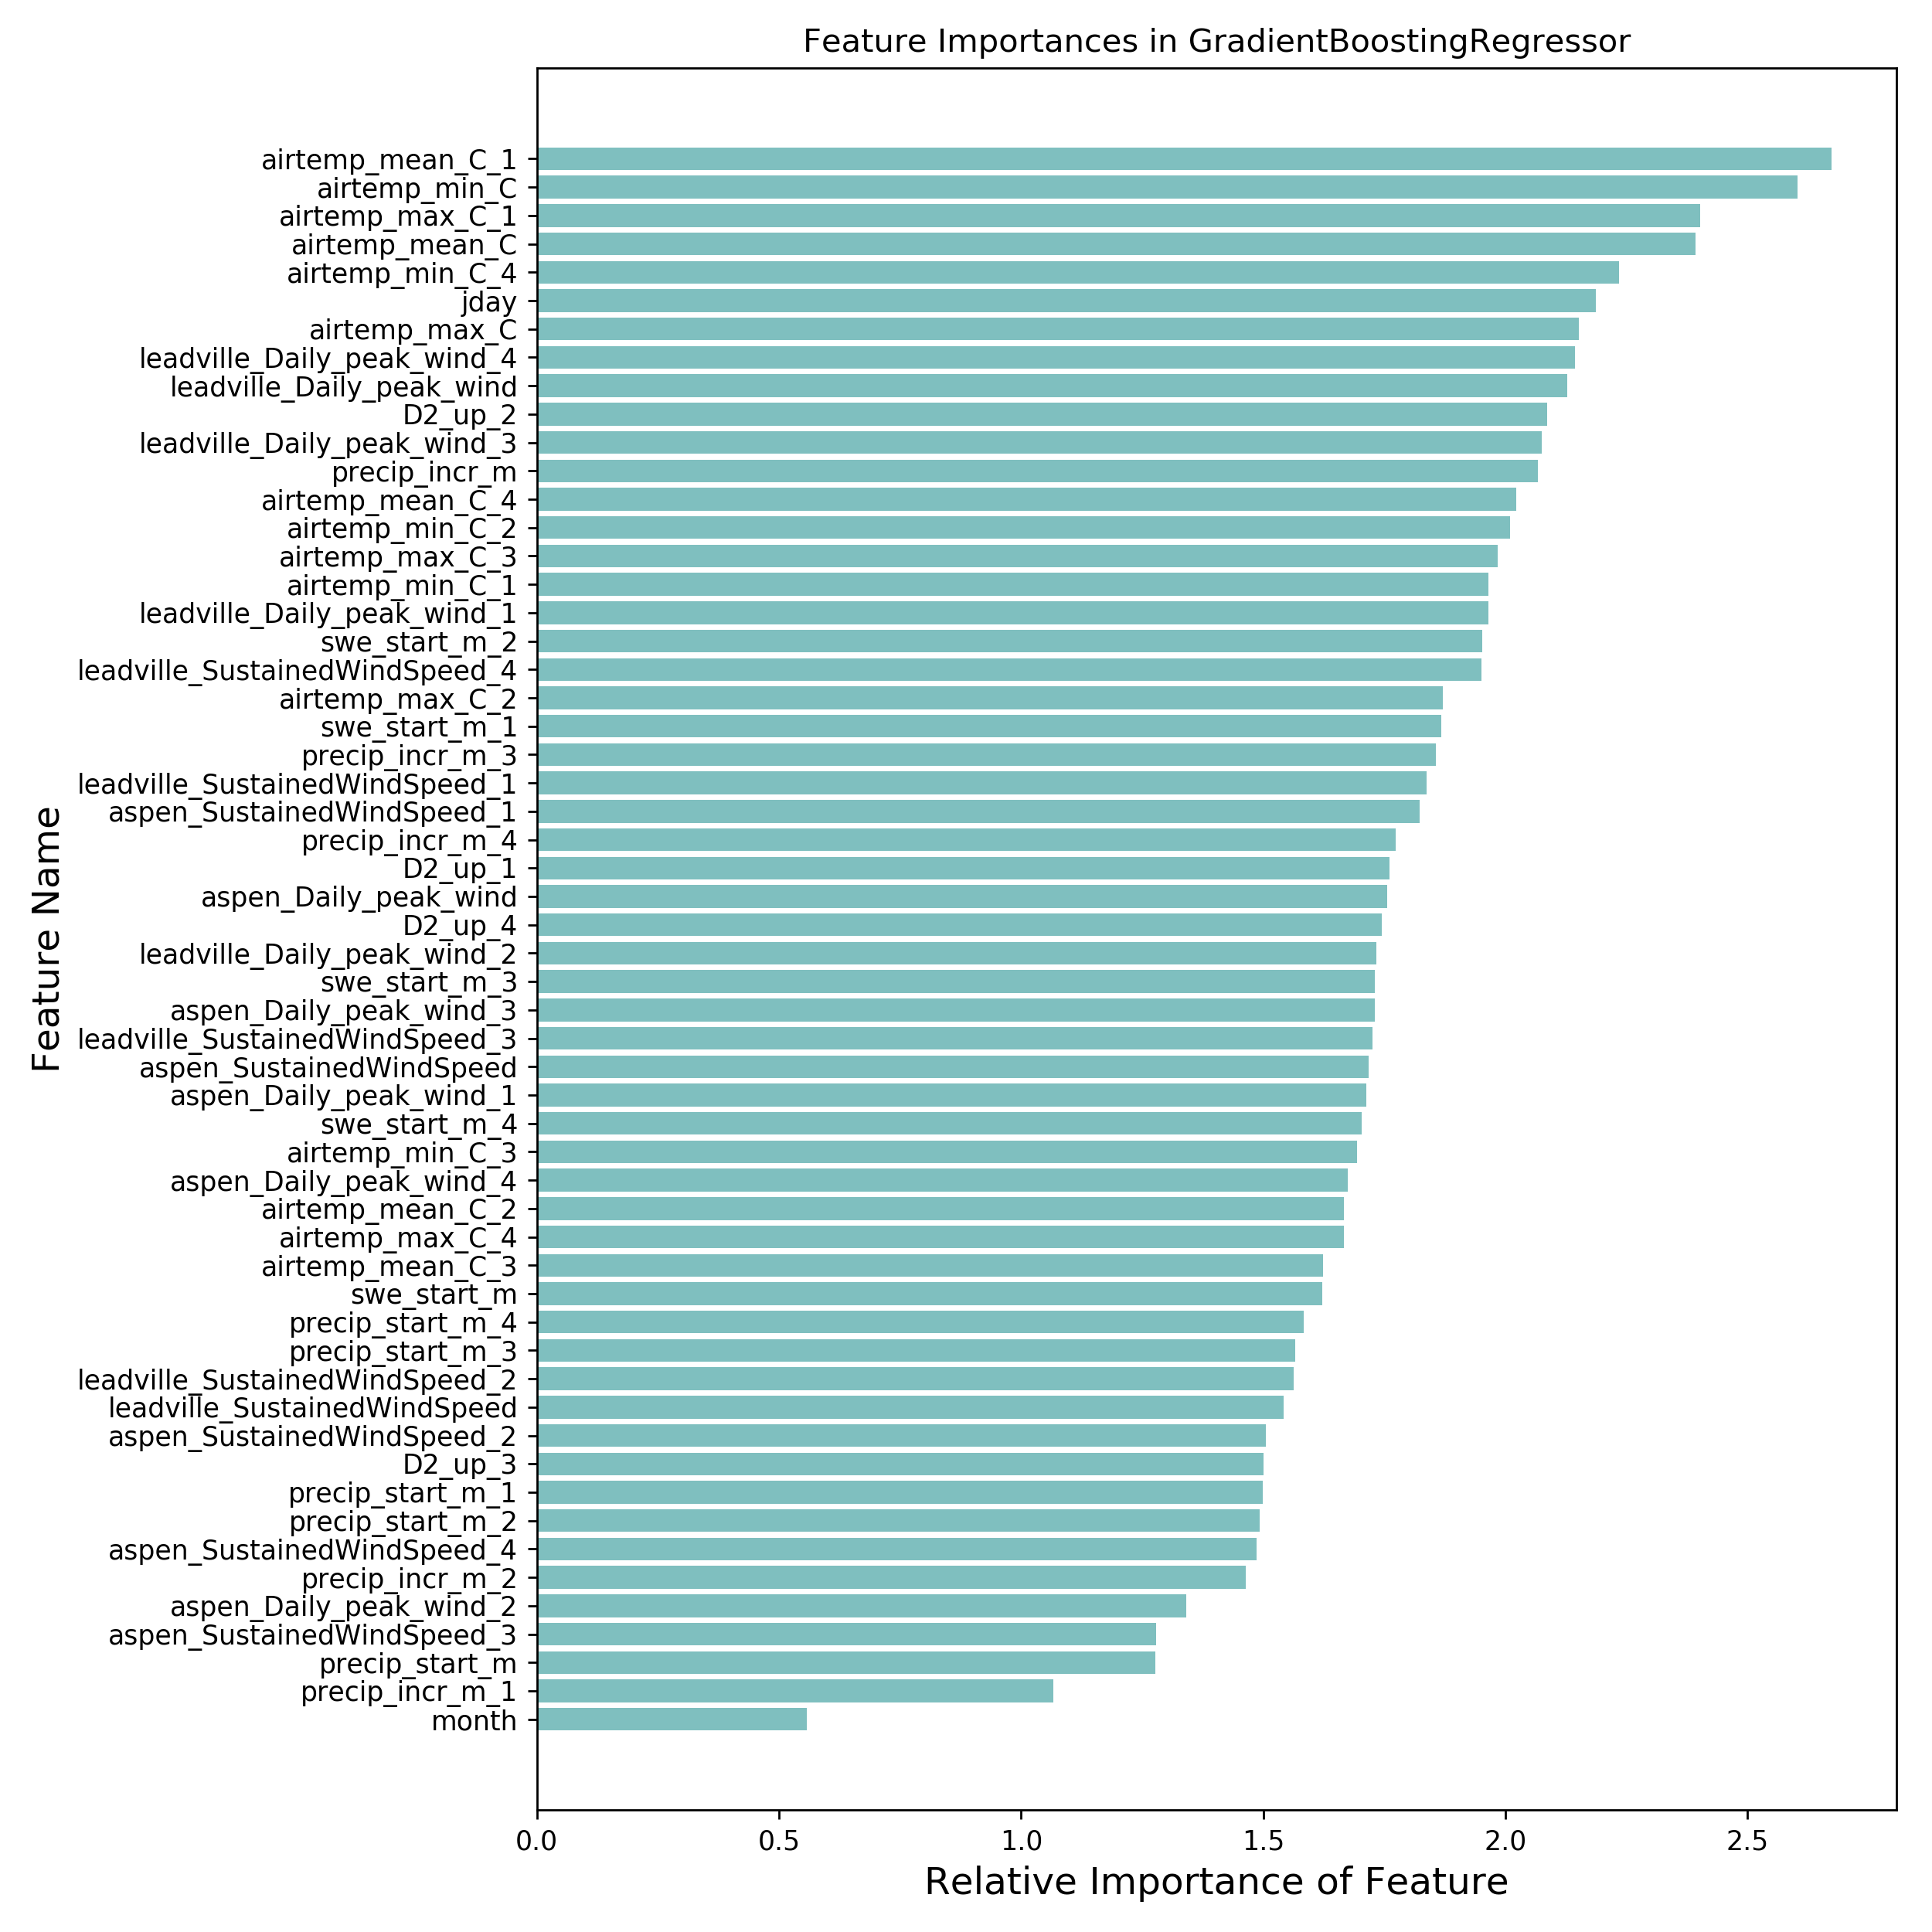 Feature Importances in GradientBoostingRegressor
airtemp_mean_C_1
airtemp_min_C
airtemp_max_C_1
airtemp_mean_C
airtemp_min_C_4
jday
airtemp_max_C
leadville_Daily_peak_wind_4
leadville_Daily_peak_wind
D2_up_2
leadville_Daily_peak_wind_3
precip_incr_m
airtemp_mean_C_4
airtemp_min_C_2
airtemp_max_C_3
airtemp_min_C_1
leadville_Daily_peak_wind_1
swe_start_m_2
leadville_SustainedWindSpeed_4
airtemp_max_C_2
swe_start_m_1
precip_incr_m_3
leadville_SustainedWindSpeed_1
aspen_SustainedWindSpeed_1
precip_incr_m_4
D2_up_1
aspen_Daily_peak_wind
D2_up_4
leadville_Daily_peak_wind_2
swe_start_m_3
aspen_Daily_peak_wind_3
leadville_SustainedWindSpeed_3
aspen_SustainedWindSpeed
aspen_Daily_peak_wind_1
swe_start_m_4
airtemp_min_C_3
aspen_Daily_peak_wind_4
airtemp_mean_C_2
airtemp_max_C_4
airtemp_mean_C_3
swe_start_m
precip_start_m_4
precip_start_m_3
leadville_SustainedWindSpeed_2
leadville_SustainedWindSpeed
aspen_SustainedWindSpeed_2
D2_up_3
precip_start_m_1
precip_start_m_2
aspen_SustainedWindSpeed_4
precip_incr_m_2
aspen_Daily_peak_wind_2
aspen_SustainedWindSpeed_3
precip_start_m
precip_incr_m_1
month
Feature Name
0.0 0.5 1.0 1.5 2.0 2.5
Relative Importance of Feature